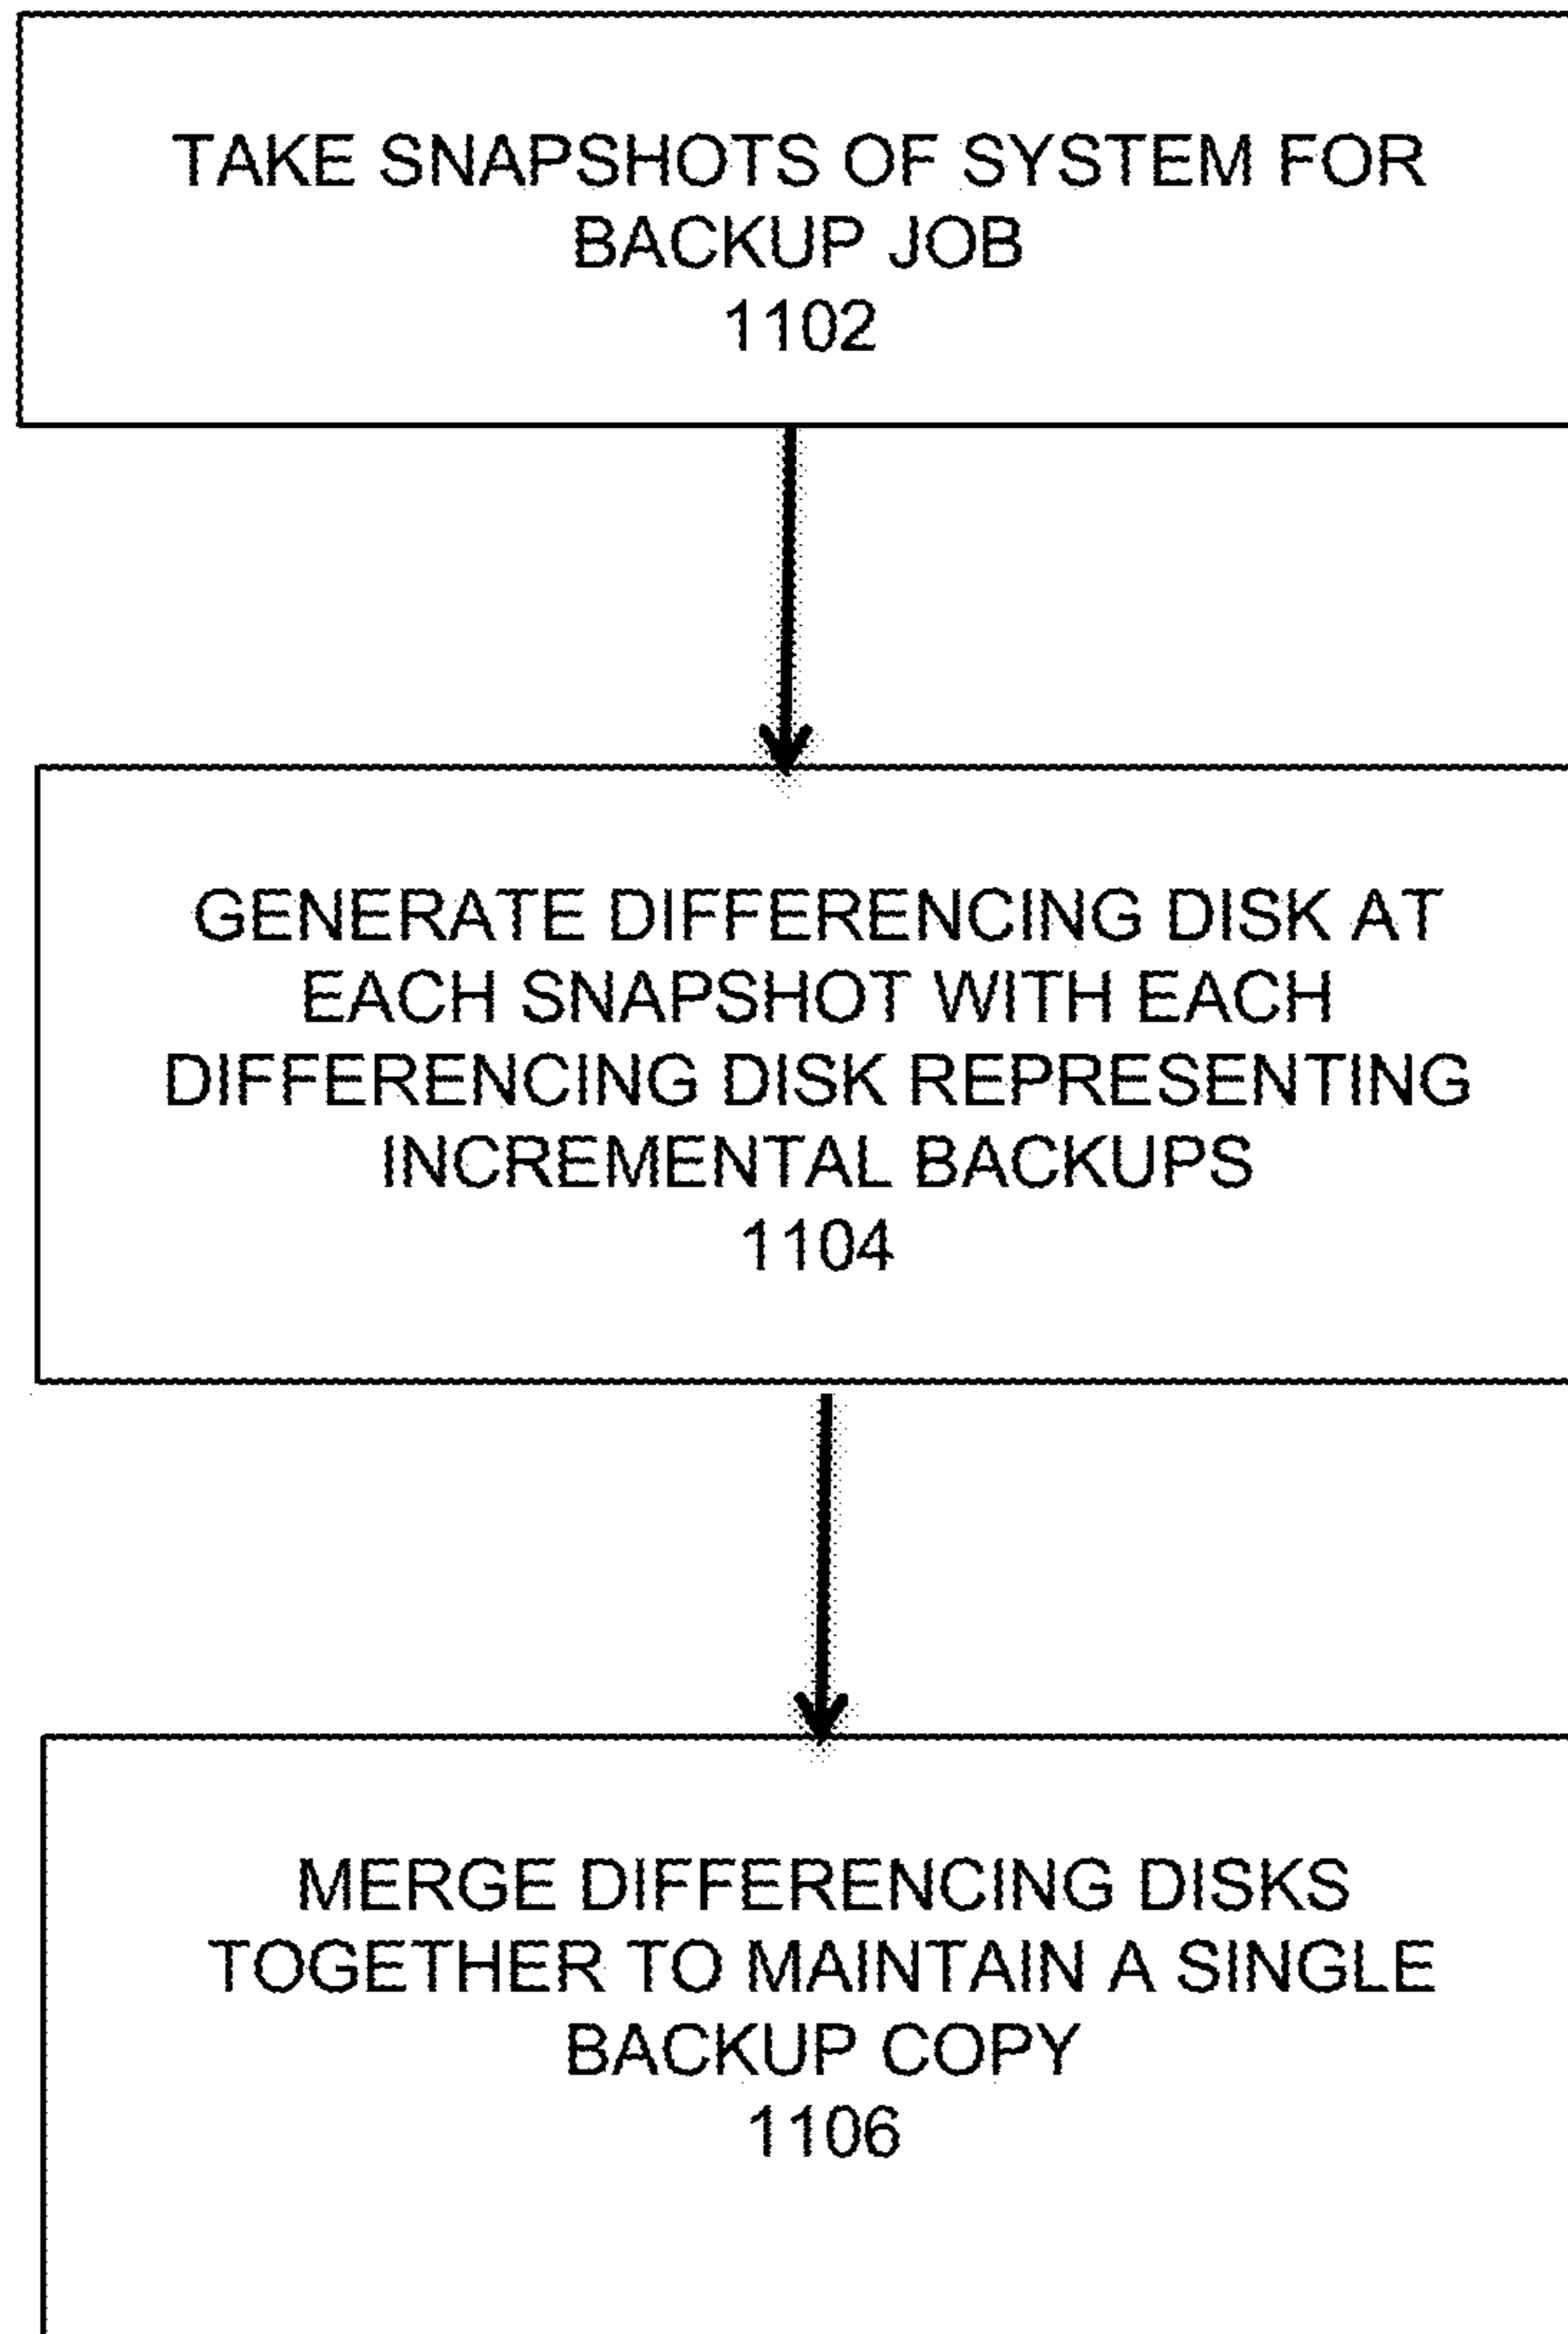 TAKE SNAPSHOTS OF SYSTEM FOR
BACKUP JOB
1102
GENERATE DIFFERENCING DISK AT
EACH SNAPSHOT WITH EACH
DIFFERENCING DISK REPRESENTING
INCREMENTAL BACKUPS
1104
MERGE DIFFERENCING DISKS
TOGETHER TO MAINTAIN A SINGLE
BACKUP COPY
1106